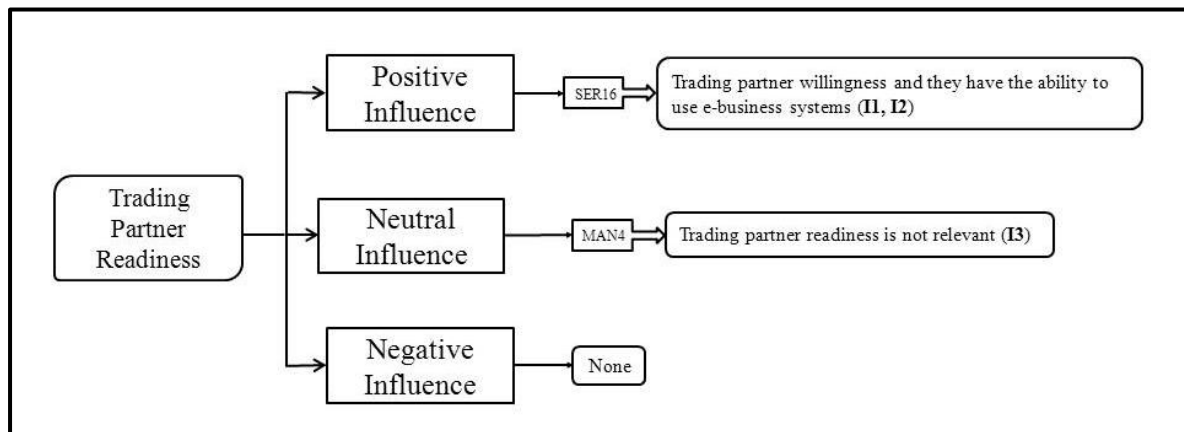 Trading
Partner
Readiness
Positive
Influence
SER16
Trading partner willingness and they have the ability to
use e-business systems (I1, I2)
Neutral
Influence
MAN4
Trading partner readiness is not relevant (I3)
Negative
Influence
None